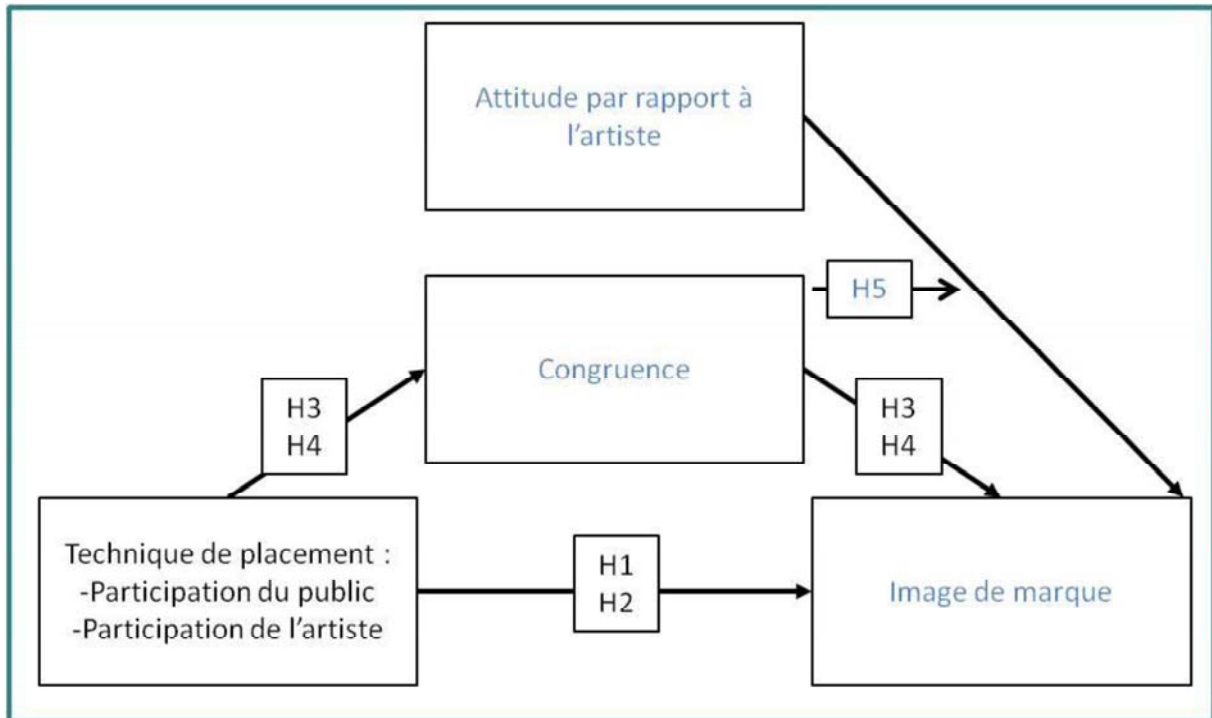 Attitude par rapport à
l'artiste
H5
Congruence
H3
H4
H3
H4
Technique de placement :
-Participation du public
-Participation de l'artiste
H1
H2
Image de marque